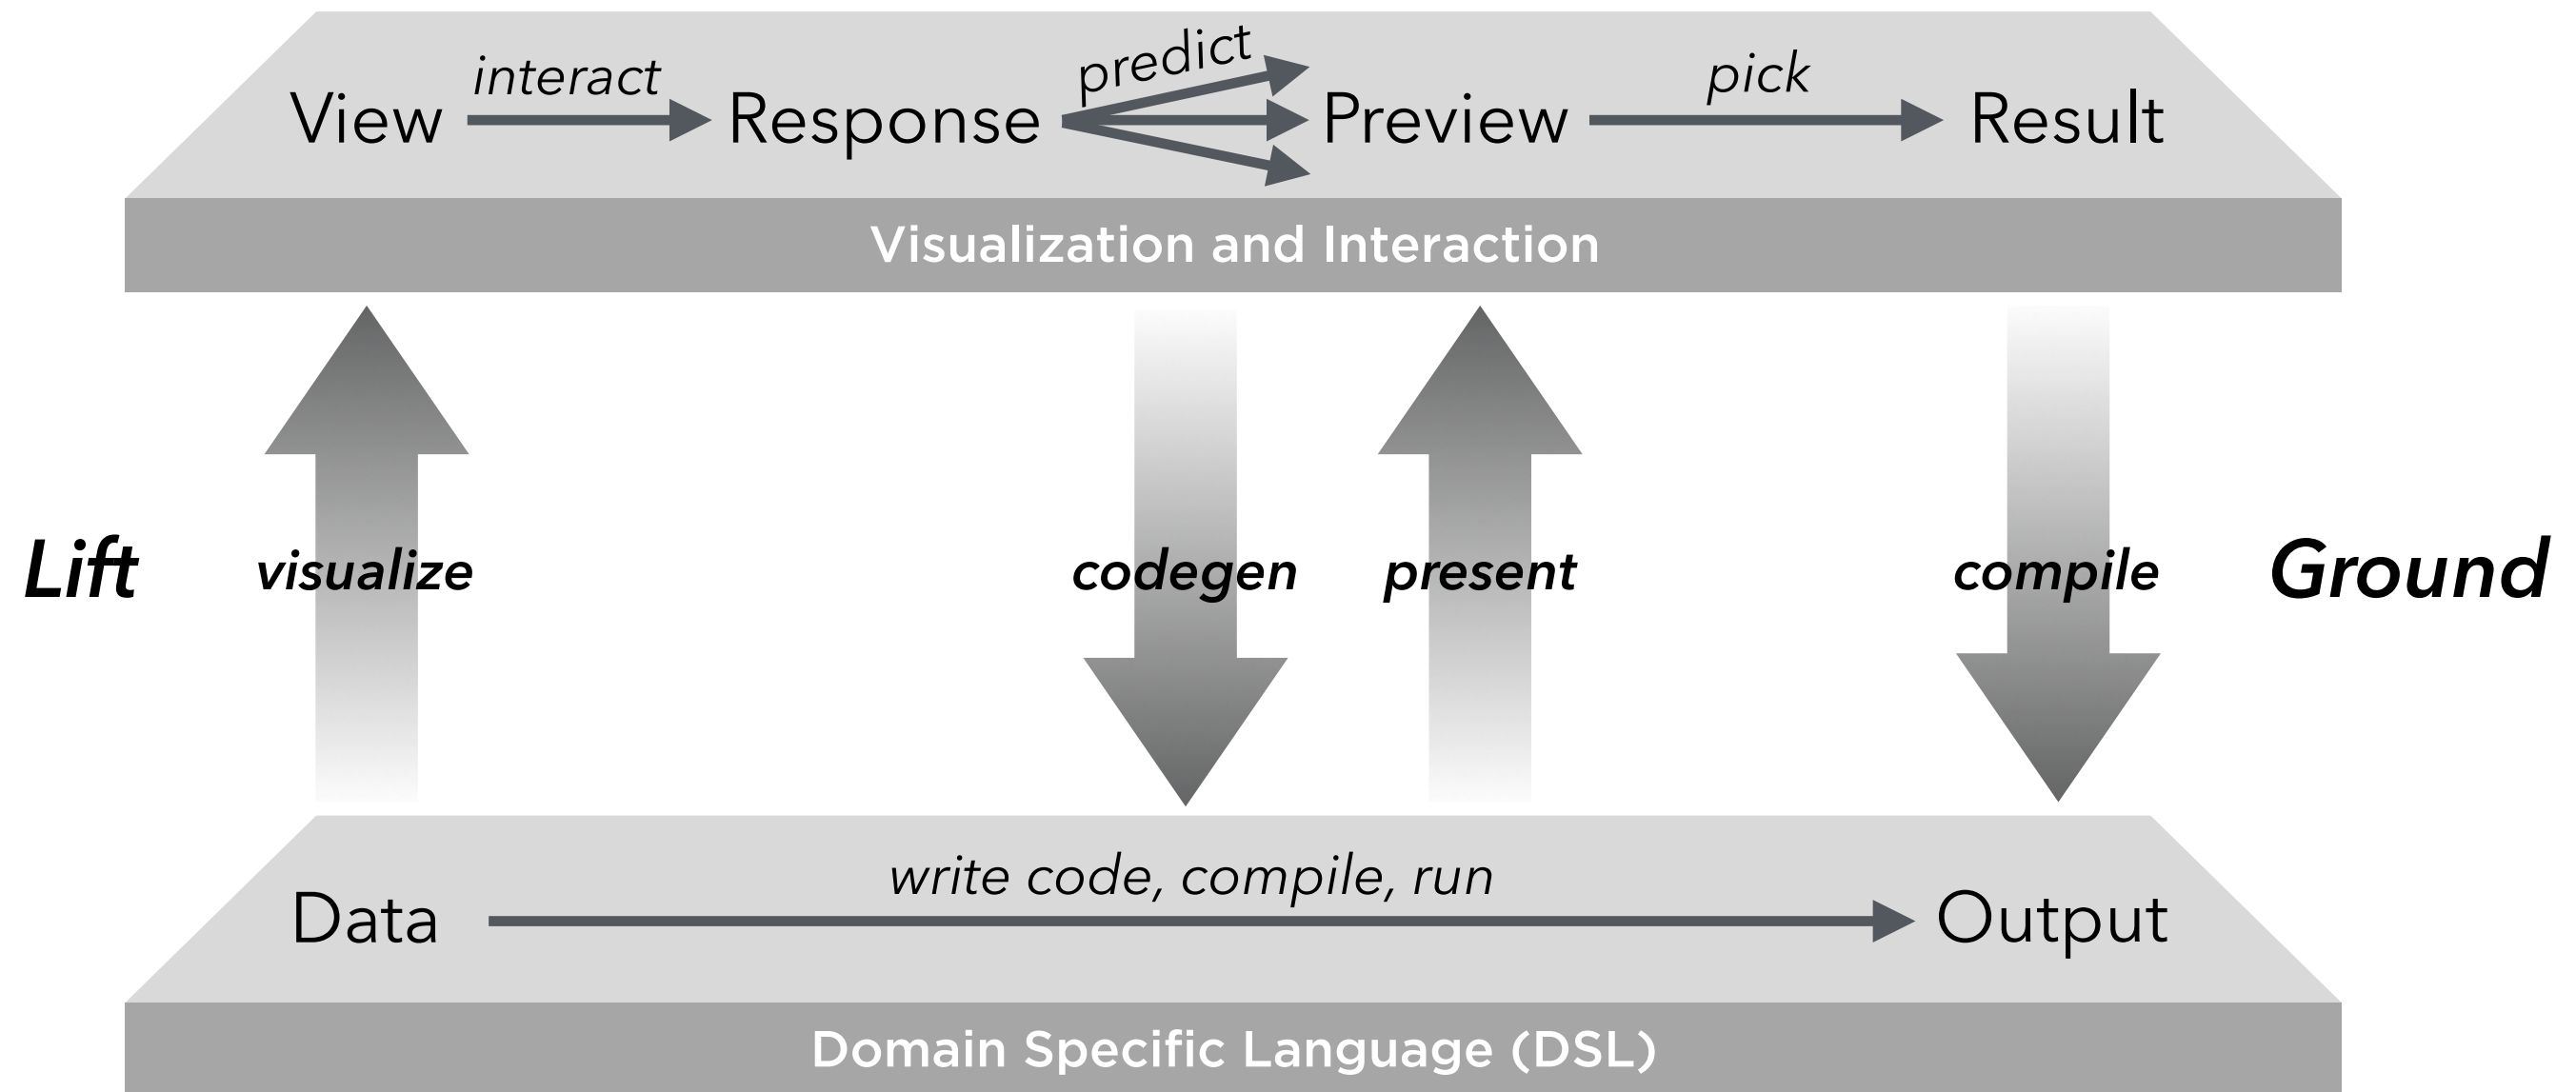 interact
predict
pick
View
Response
Preview
Result
Visualization and Interaction
Lift
visualize
codegen
present
compile
Ground
write code, compile, run
Data
Output
Domain Specific Language (DSL)